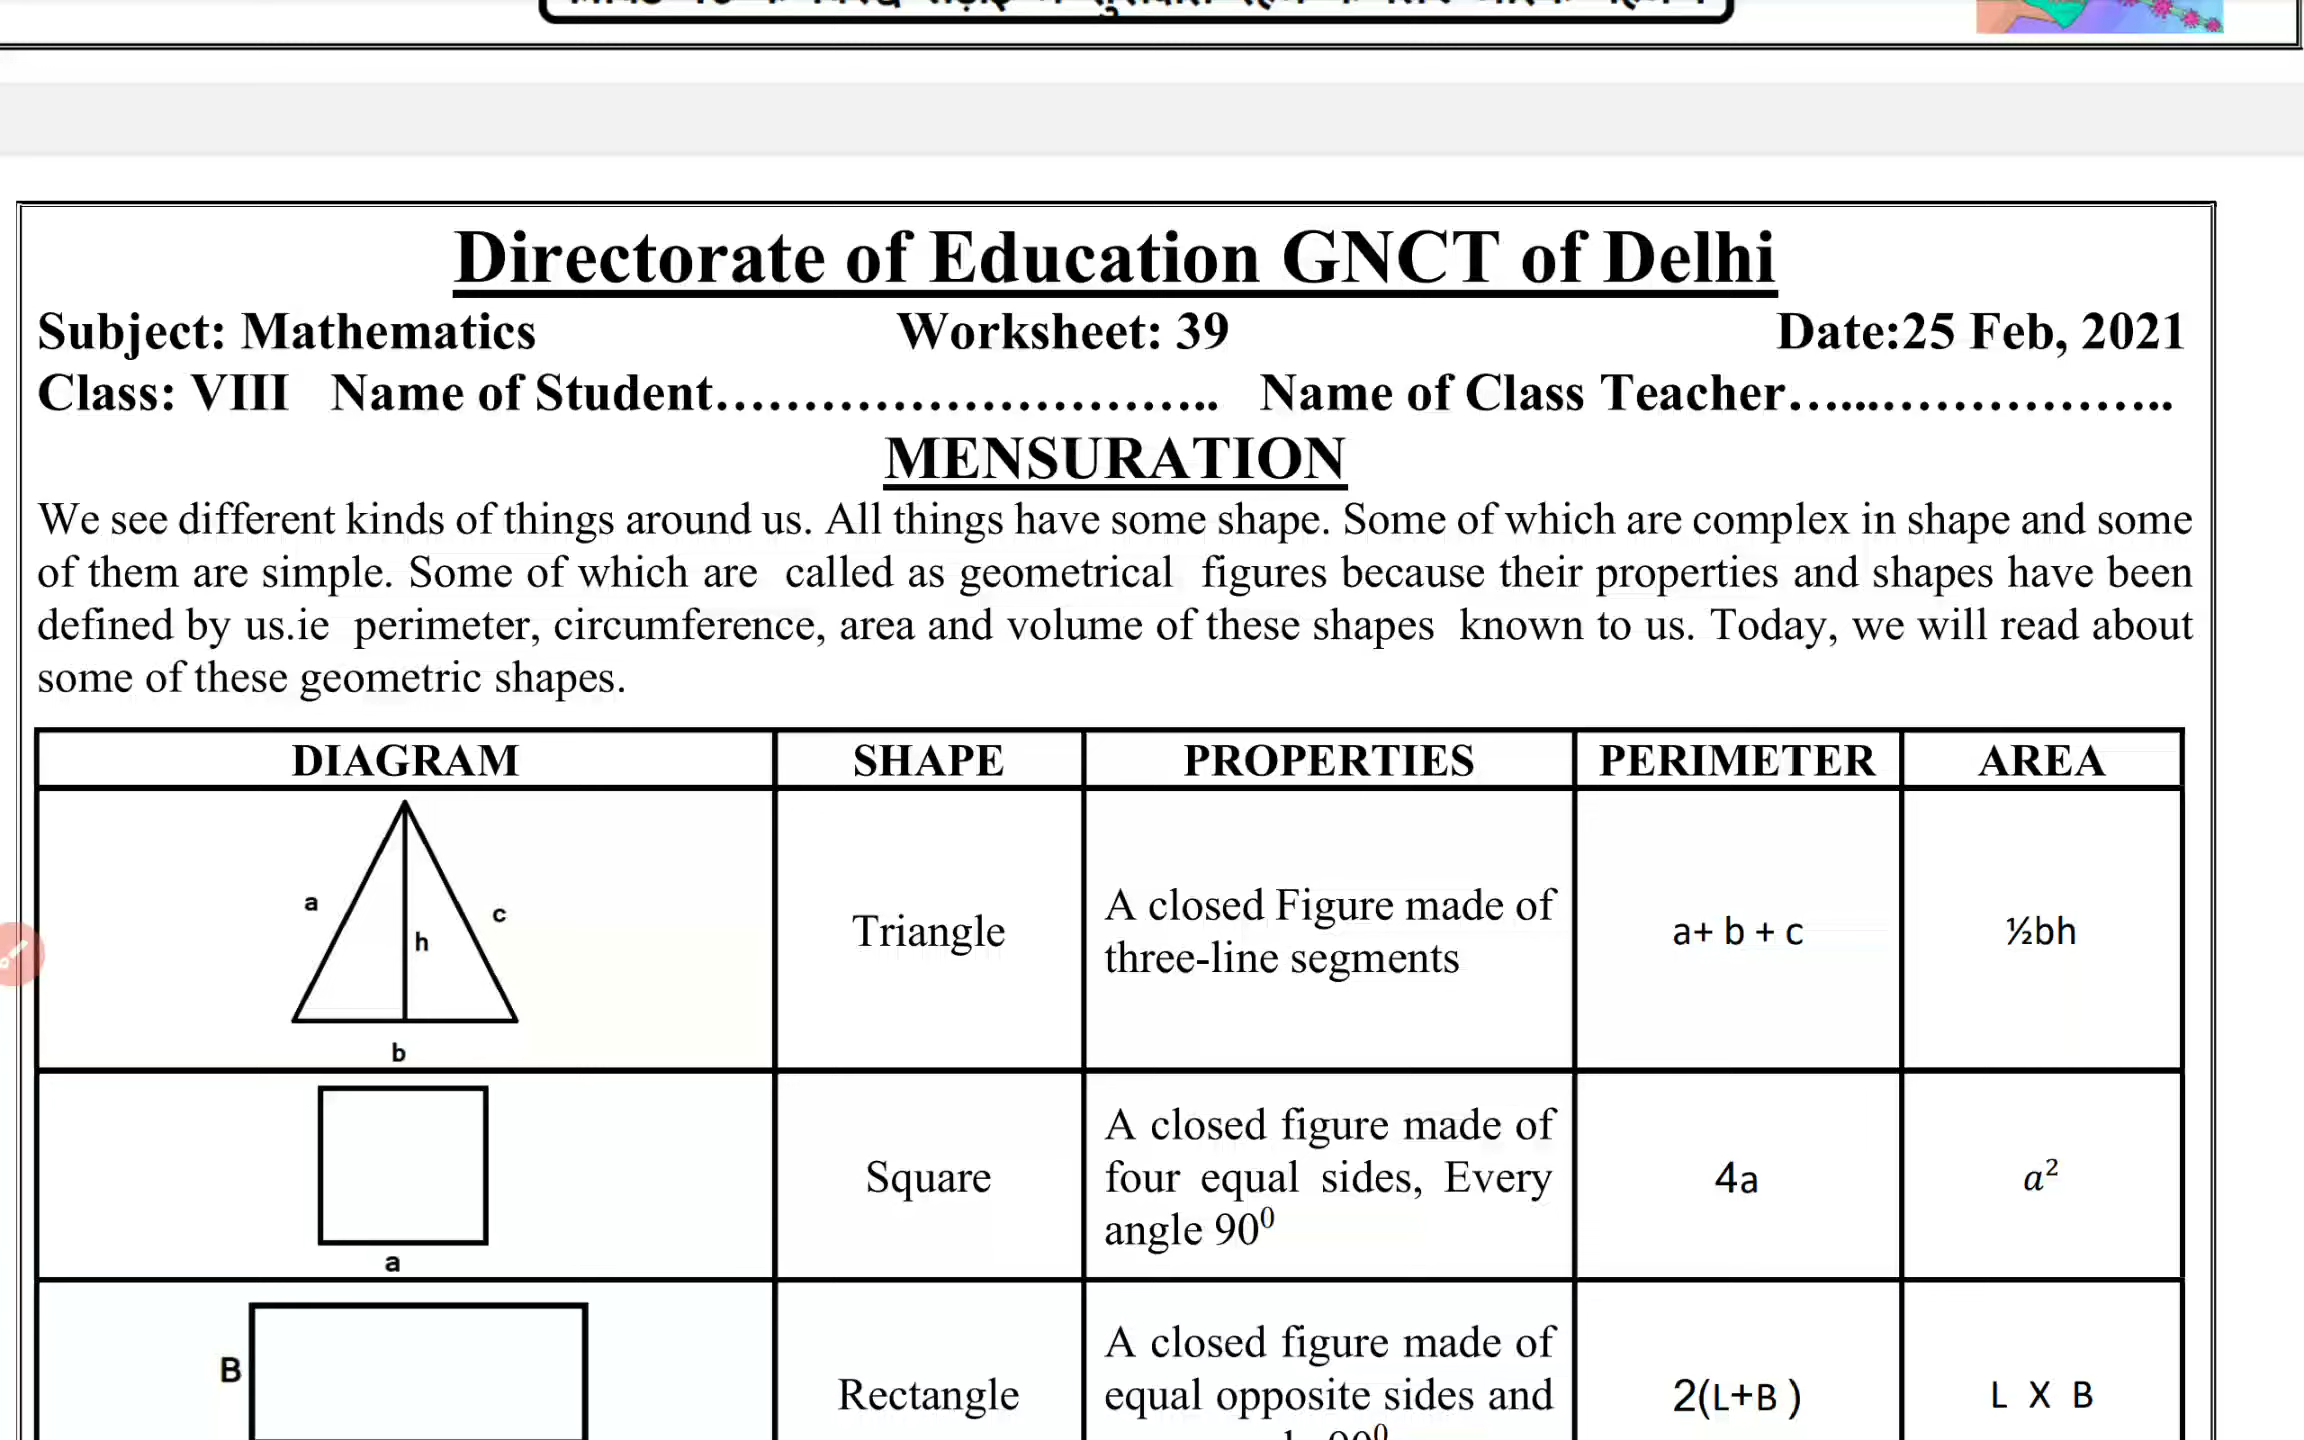 Directorate of Education GNCT of Delhi
Subject: Mathematics Worksheet: 39 Date:25 Feb, 2021
Class: VIII Name of Student……………………….. Name of Class Teacher…...……………..
MENSURATION
We see different kinds of things around us. All things have some shape. Some of which are complex in shape and some
of them are simple. Some of which are called as geometrical figures because their properties and shapes have been
defined by us.ie perimeter, circumference, area and volume of these shapes known to us. Today, we will read about
some of these geometric shapes.
DIAGRAM SHAPE PROPERTIES PERIMETER AREA
a
c
h
b
Triangle
A closed Figure made of
three-line segments
a+ b + c
½bh
a
Square
A closed figure made of
four equal sides, Every
angle 90⁰
4a
a²
B
Rectangle
A closed figure made of
equal opposite sides and
2(L+B )
L X B